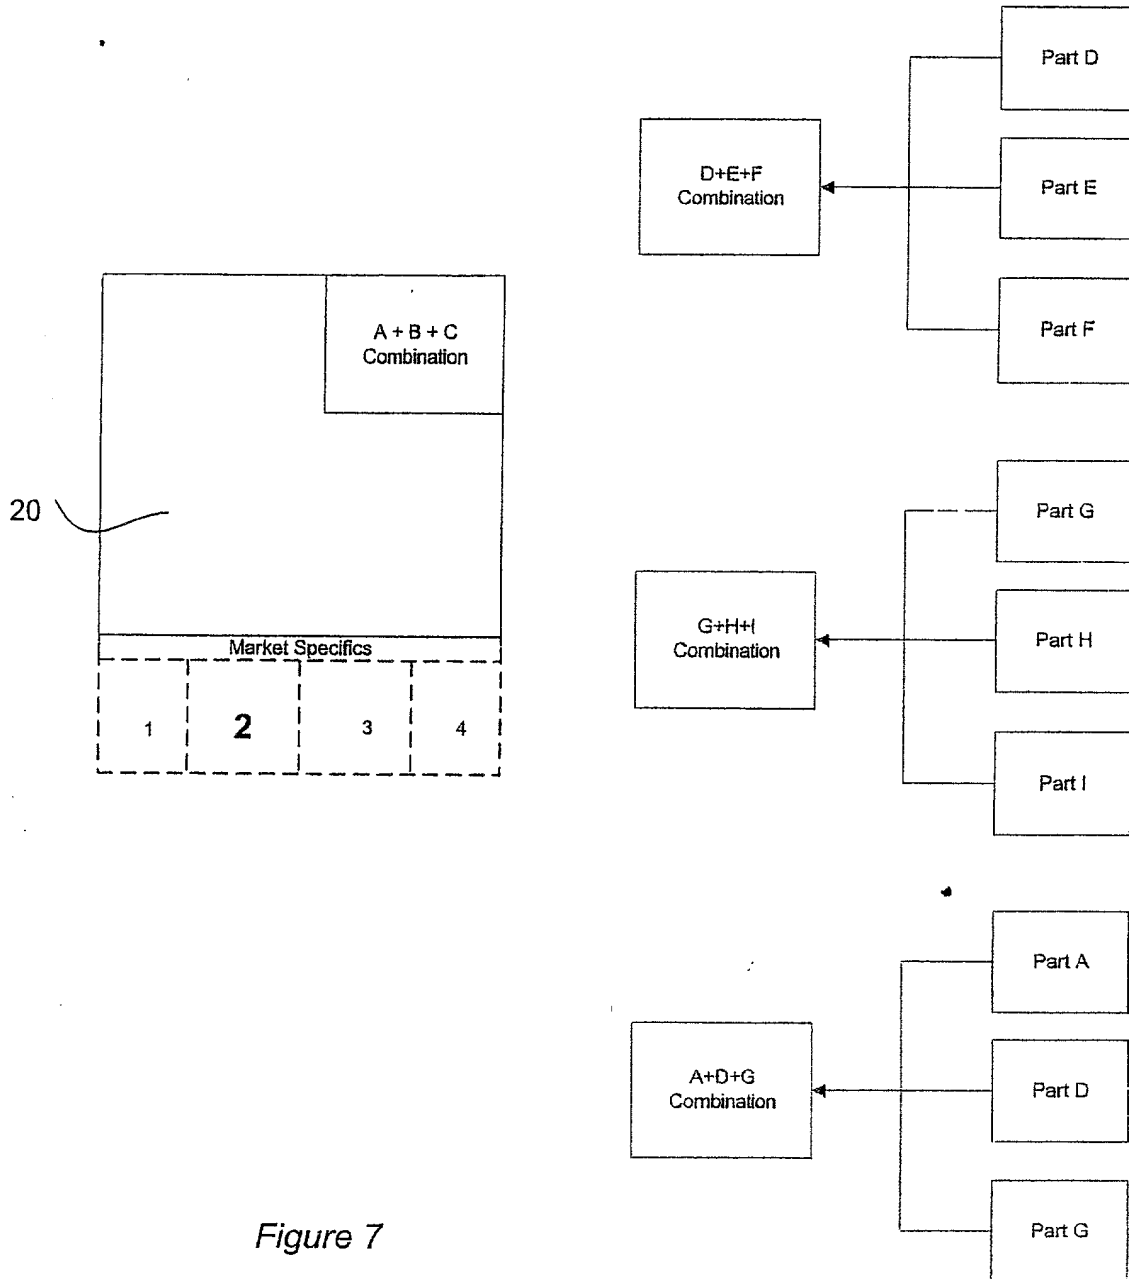 Part D
D+E+F
Combination
Part E
Part F
A + B + C
Combination
20
Market Specifics
1
2
3
4
Part G
G+H+I
Combination
Part H
Part I
Part A
A+D+G
Combination
Part D
Part G
Figure 7